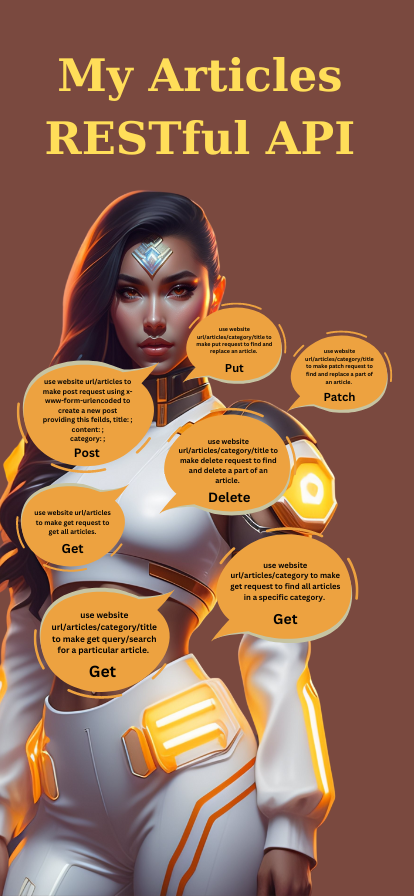 My Articles
RESTful API
use website
url/articles/category/title to
make put request to find and
replace an article.
Put
use website
url/articles/category/title
to make patch request to
find and replace a part of
an article.
Patch
use website url/articles to
make post request using x-
www-form-urlencoded to
create a new post
providing this feilds, title: ;
content: ;
category: ;
Post
use website
url/articles/category/title to
make delete request to find
and delete a part of an
article.
Delete
use website url/articles
to make get request to
get all articles.
Get
use website
url/articles/category to make
get request to find all articles
in a specific category.
Get
use website
url/articles/category/title
to make get query/search
for a particular article.
Get